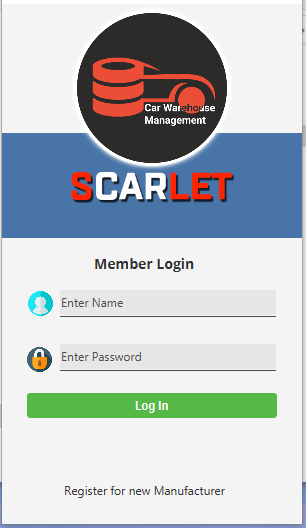 Car Warehouse
Management
SCARLET
Member Login
Enter Name
Enter Password
Log In
Register for new Manufacturer